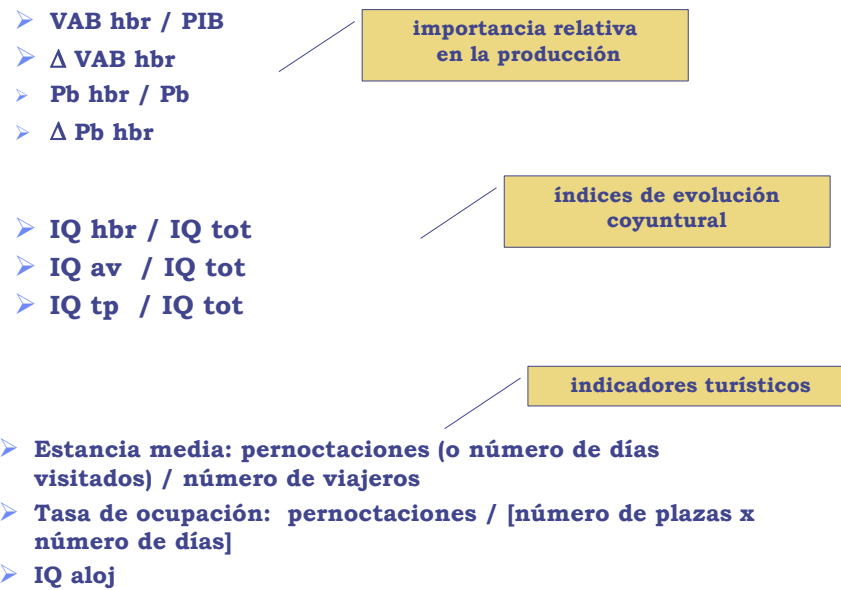 VAB hbr / PIB
Δ VAB hbr
Pb hbr / Pb
Δ Pb hbr
importancia relativa
en la producción
índices de evolución
coyuntural
IQ hbr / IQ tot
IQ av / IQ tot
IQ tp / IQ tot
indicadores turísticos
Estancia media: pernoctaciones (o número de días
visitados) / número de viajeros
Tasa de ocupación: pernoctaciones / [número de plazas x
número de días]
IQ aloj